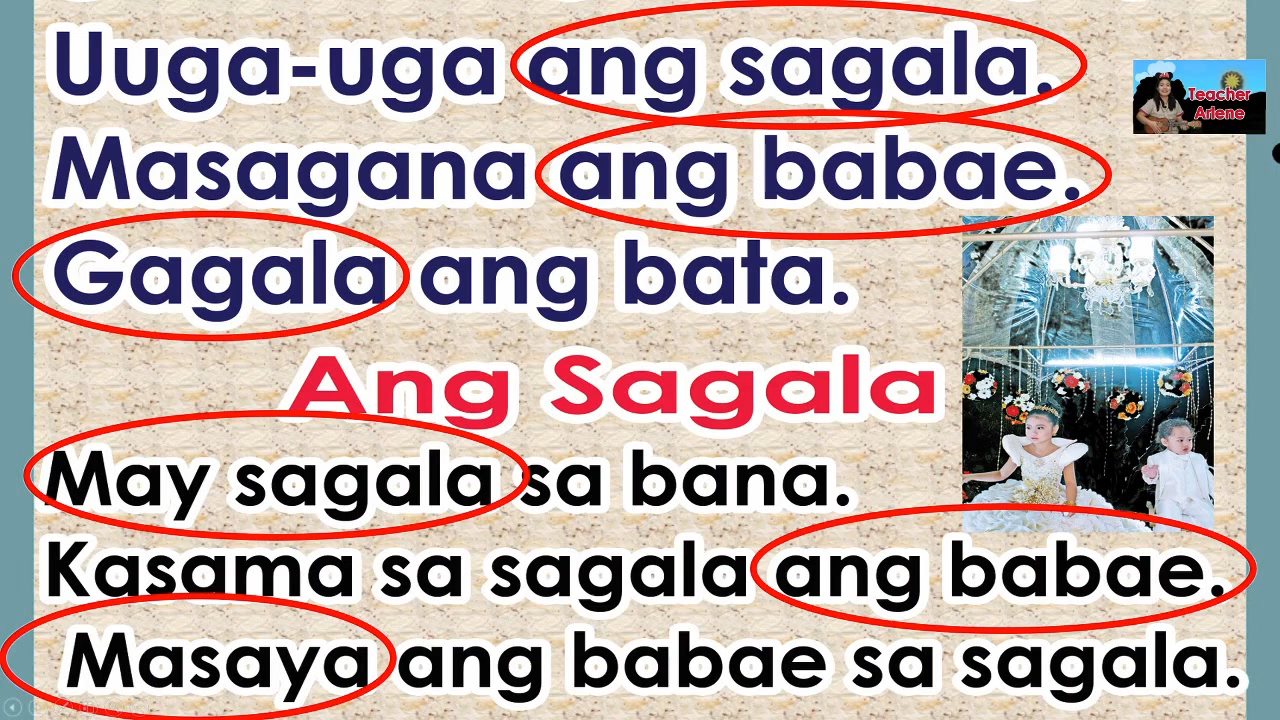 Uuga-uga ang sagala.
Masagana ang babae.
Gagala ang bata.
Ang Sagala
May sagala sa bana.
Kasama sa sagala ang babae.
Masaya ang babae sa sagala.
Teacher
Arlene